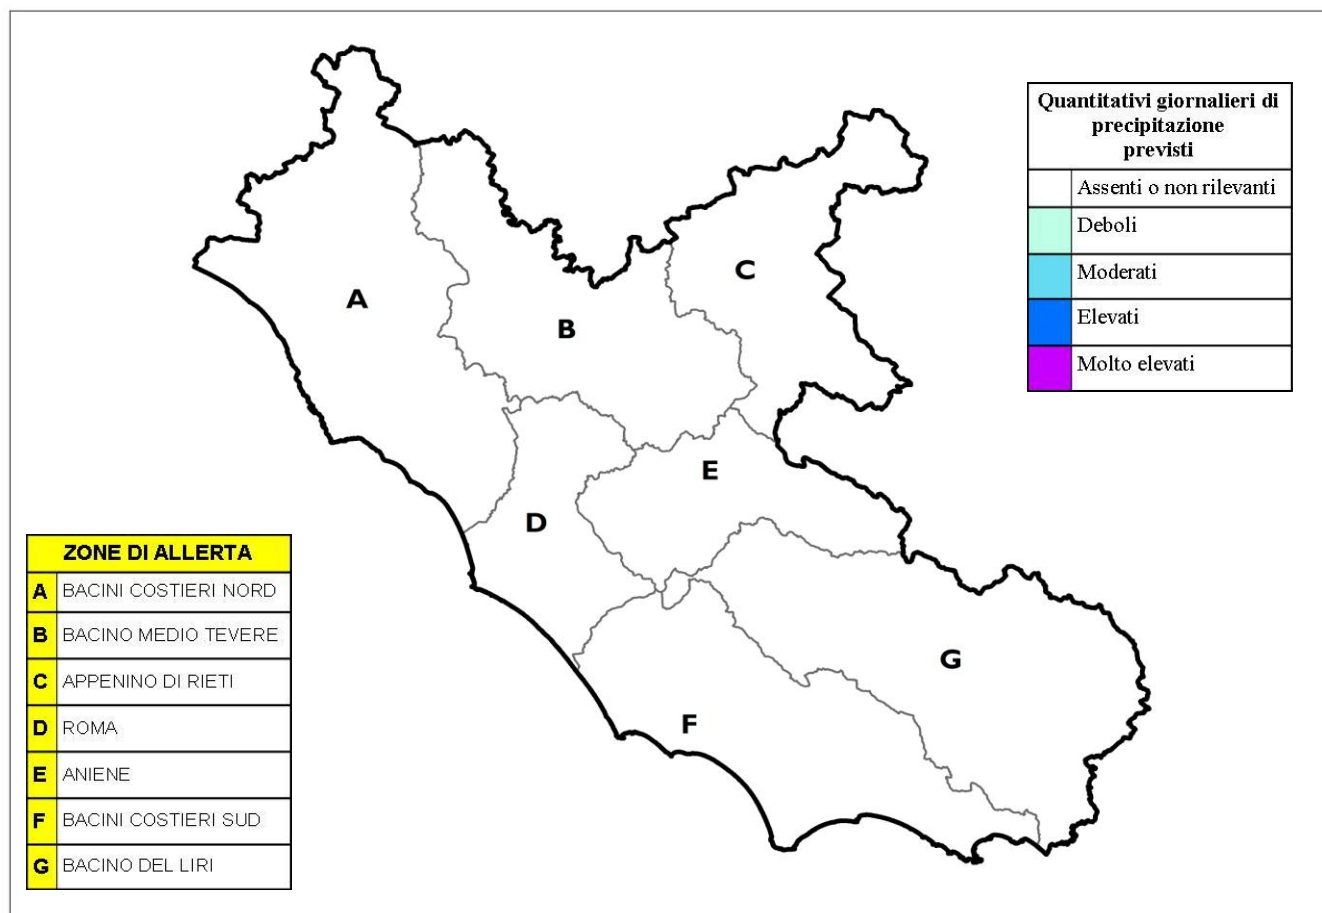 Quantitativi giornalieri di
precipitazione
previsti
Assenti o non rilevanti
Deboli
Moderati
Elevati
Molto elevati
A
B
C
D
E
F
G
ZONE DI ALLERTA
A BACINI COSTIERI NORD
B BACINO MEDIO TEVERE
C APPENINO DI RIETI
D ROMA
E ANIENE
F BACINI COSTIERI SUD
G BACINO DEL LIRI